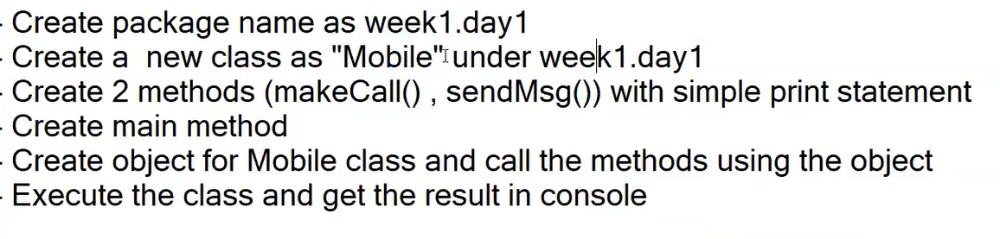 - Create package name as week1.day1
- Create a  new class as "Mobile" under week1.day1
- Create 2 methods (makeCall() , sendMsg()) with simple print statement
- Create main method
- Create object for Mobile class and call the methods using the object
- Execute the class and get the result in console